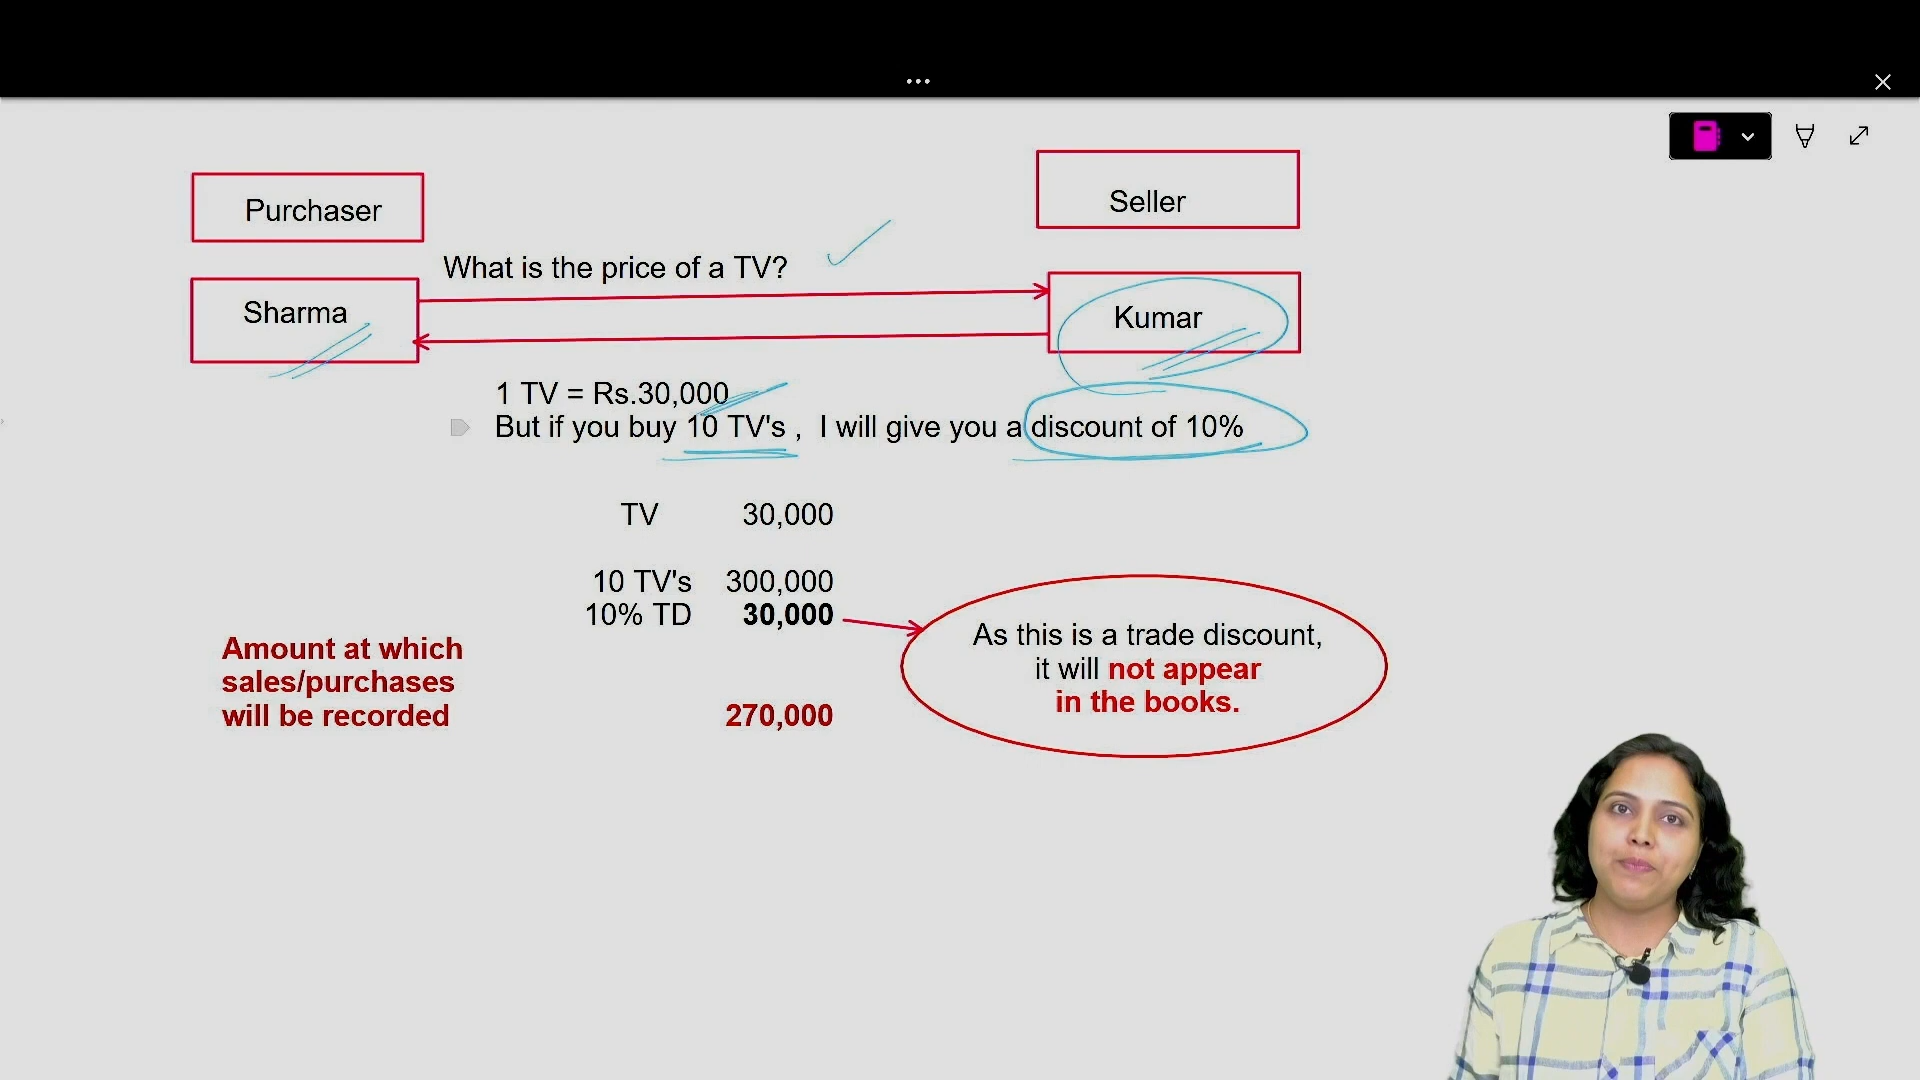 Purchaser
Seller
What is the price of a TV?
Sharma
Kumar
1 TV = Rs.30,000
But if you buy 10 TV's , I will give you a discount of 10%
TV 30,000
10 TV's 300,000
10% TD 30,000
As this is a trade discount,
it will not appear
in the books.
Amount at which
sales/purchases
will be recorded 270,000